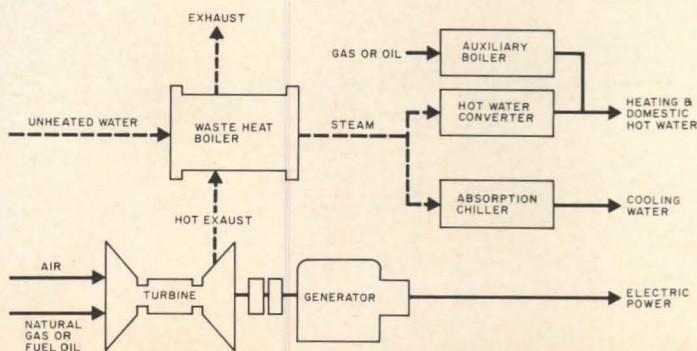 EXHAUST
GAS OR OIL
AUXILIARY
BOILER
UNHEATED WATER
WASTE HEAT
BOILER
STEAM
HOT WATER
CONVERTER
HEATING &
DOMESTIC
HOT WATER
HOT EXAUST
ABSORPTION
CHILLER
COOLING
WATER
AIR
TURBINE
GENERATOR
ELECTRIC
POWER
NATURAL
GAS OR
FUEL OIL